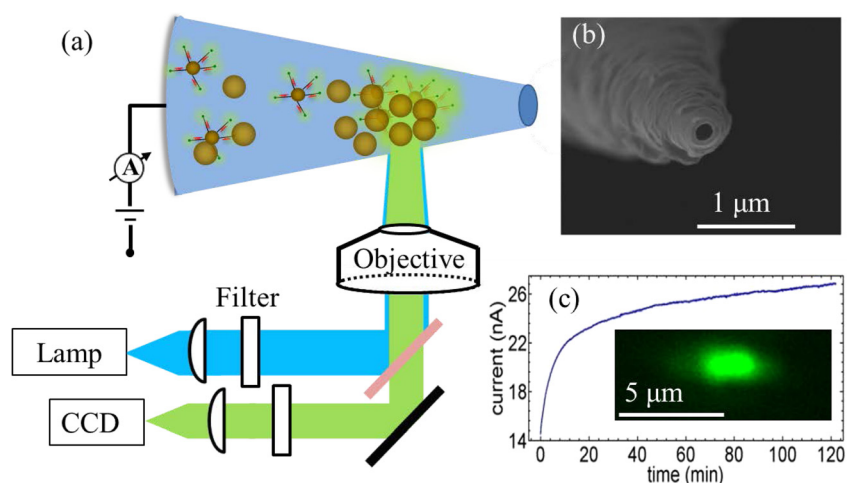 (a)
A
Objective
Filter
Lamp
CCD
(b)
1 μm
(c)
current (nA)
26
22
18
14
5 μm
0 20 40 60 80 100 120
time (min)